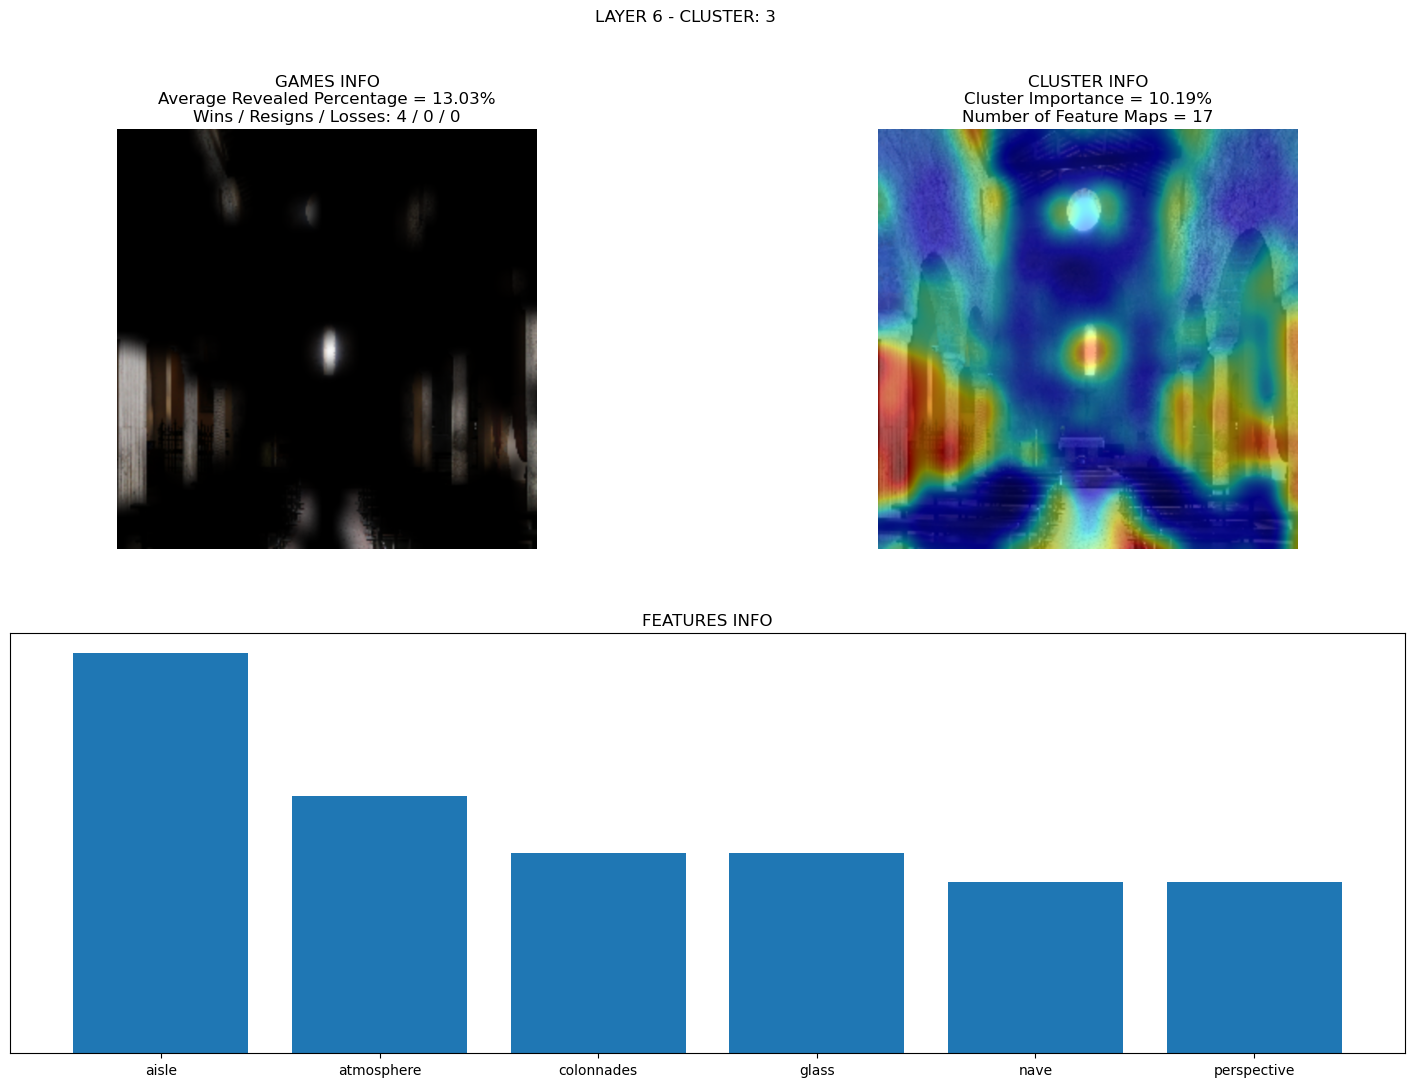 LAYER 6 - CLUSTER: 3
GAMES INFO
Average Revealed Percentage = 13.03%
Wins / Resigns / Losses: 4 / 0 / 0
CLUSTER INFO
Cluster Importance = 10.19%
Number of Feature Maps = 17
FEATURES INFO
aisle
atmosphere
colonnades
glass
nave
perspective